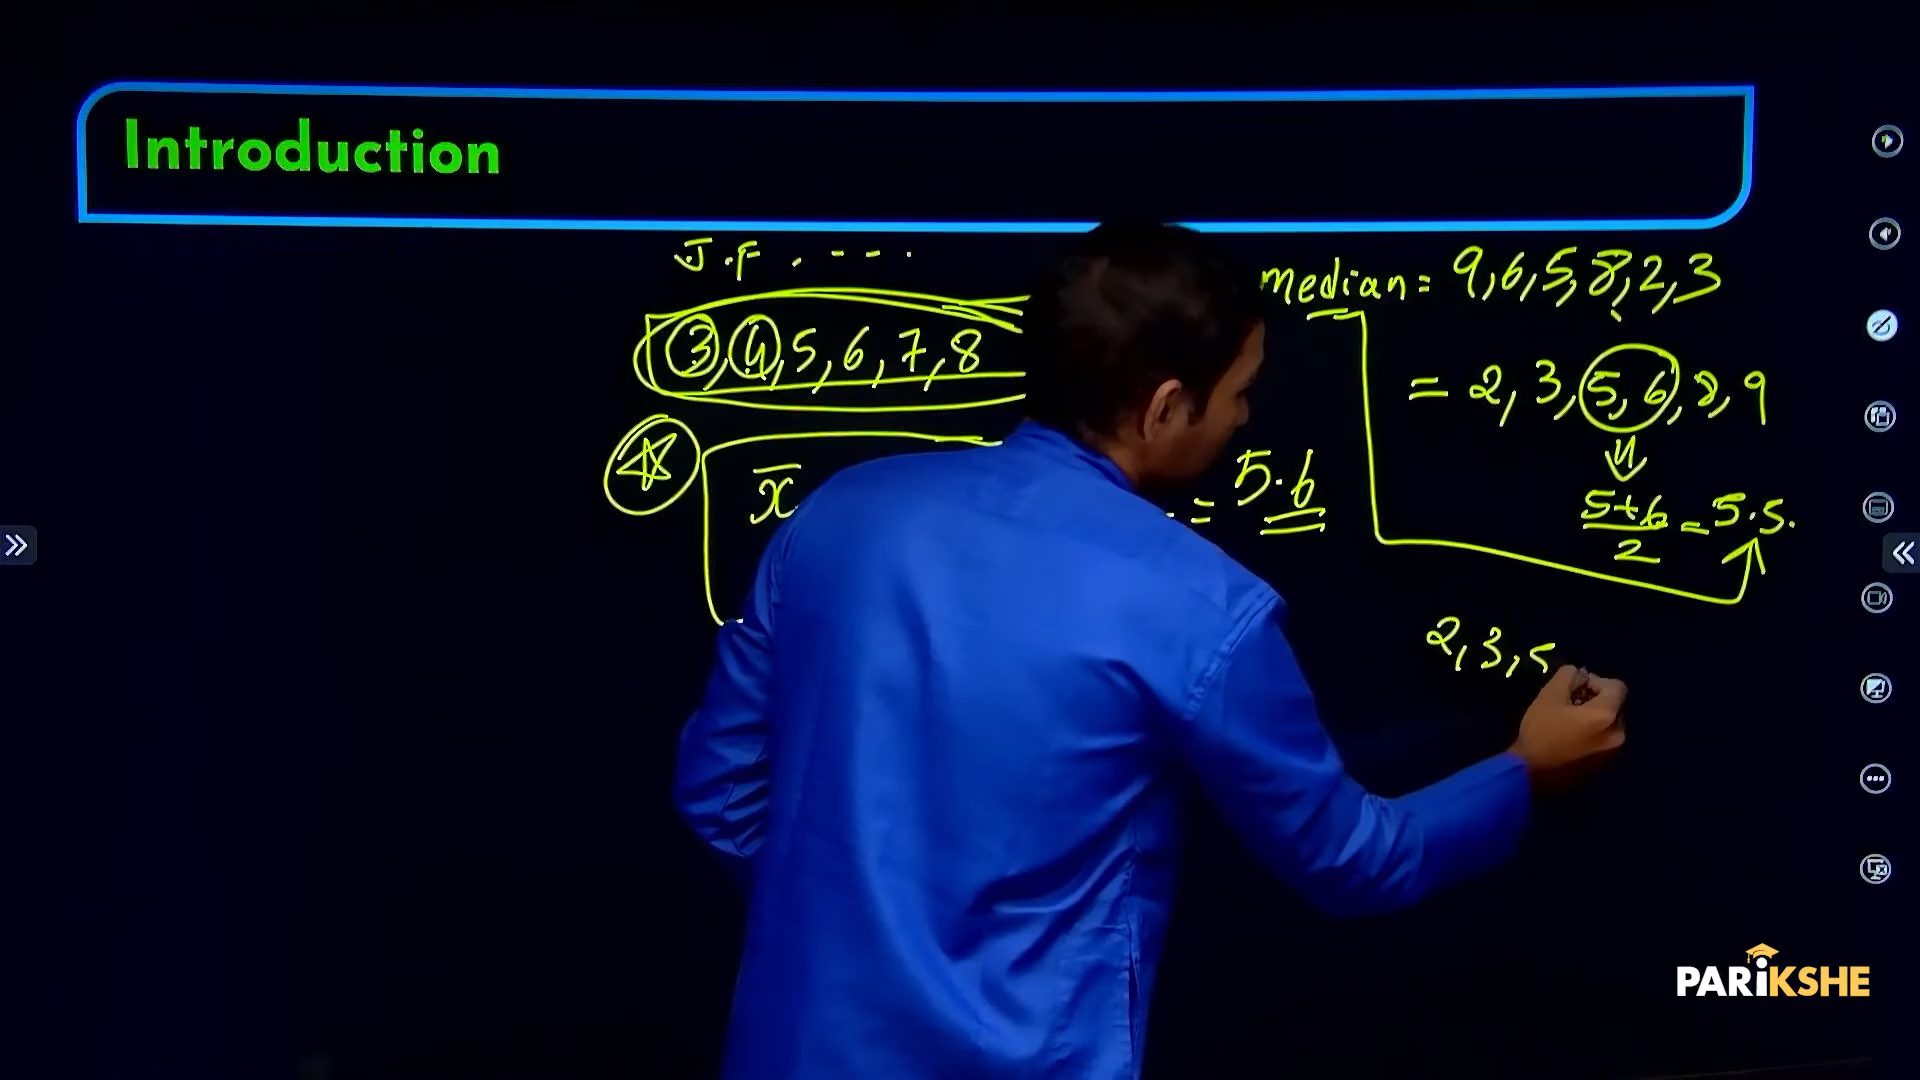 Introduction
J.F. . - - - .
3, 4, 5, 6, 7, 8
x̄
= 5.6
median = 9, 6, 5, 8, 2, 3
= 2, 3, 5, 6, 8, 9
5+6
2
= 5.5.
2, 3, 5
PARiKSHE